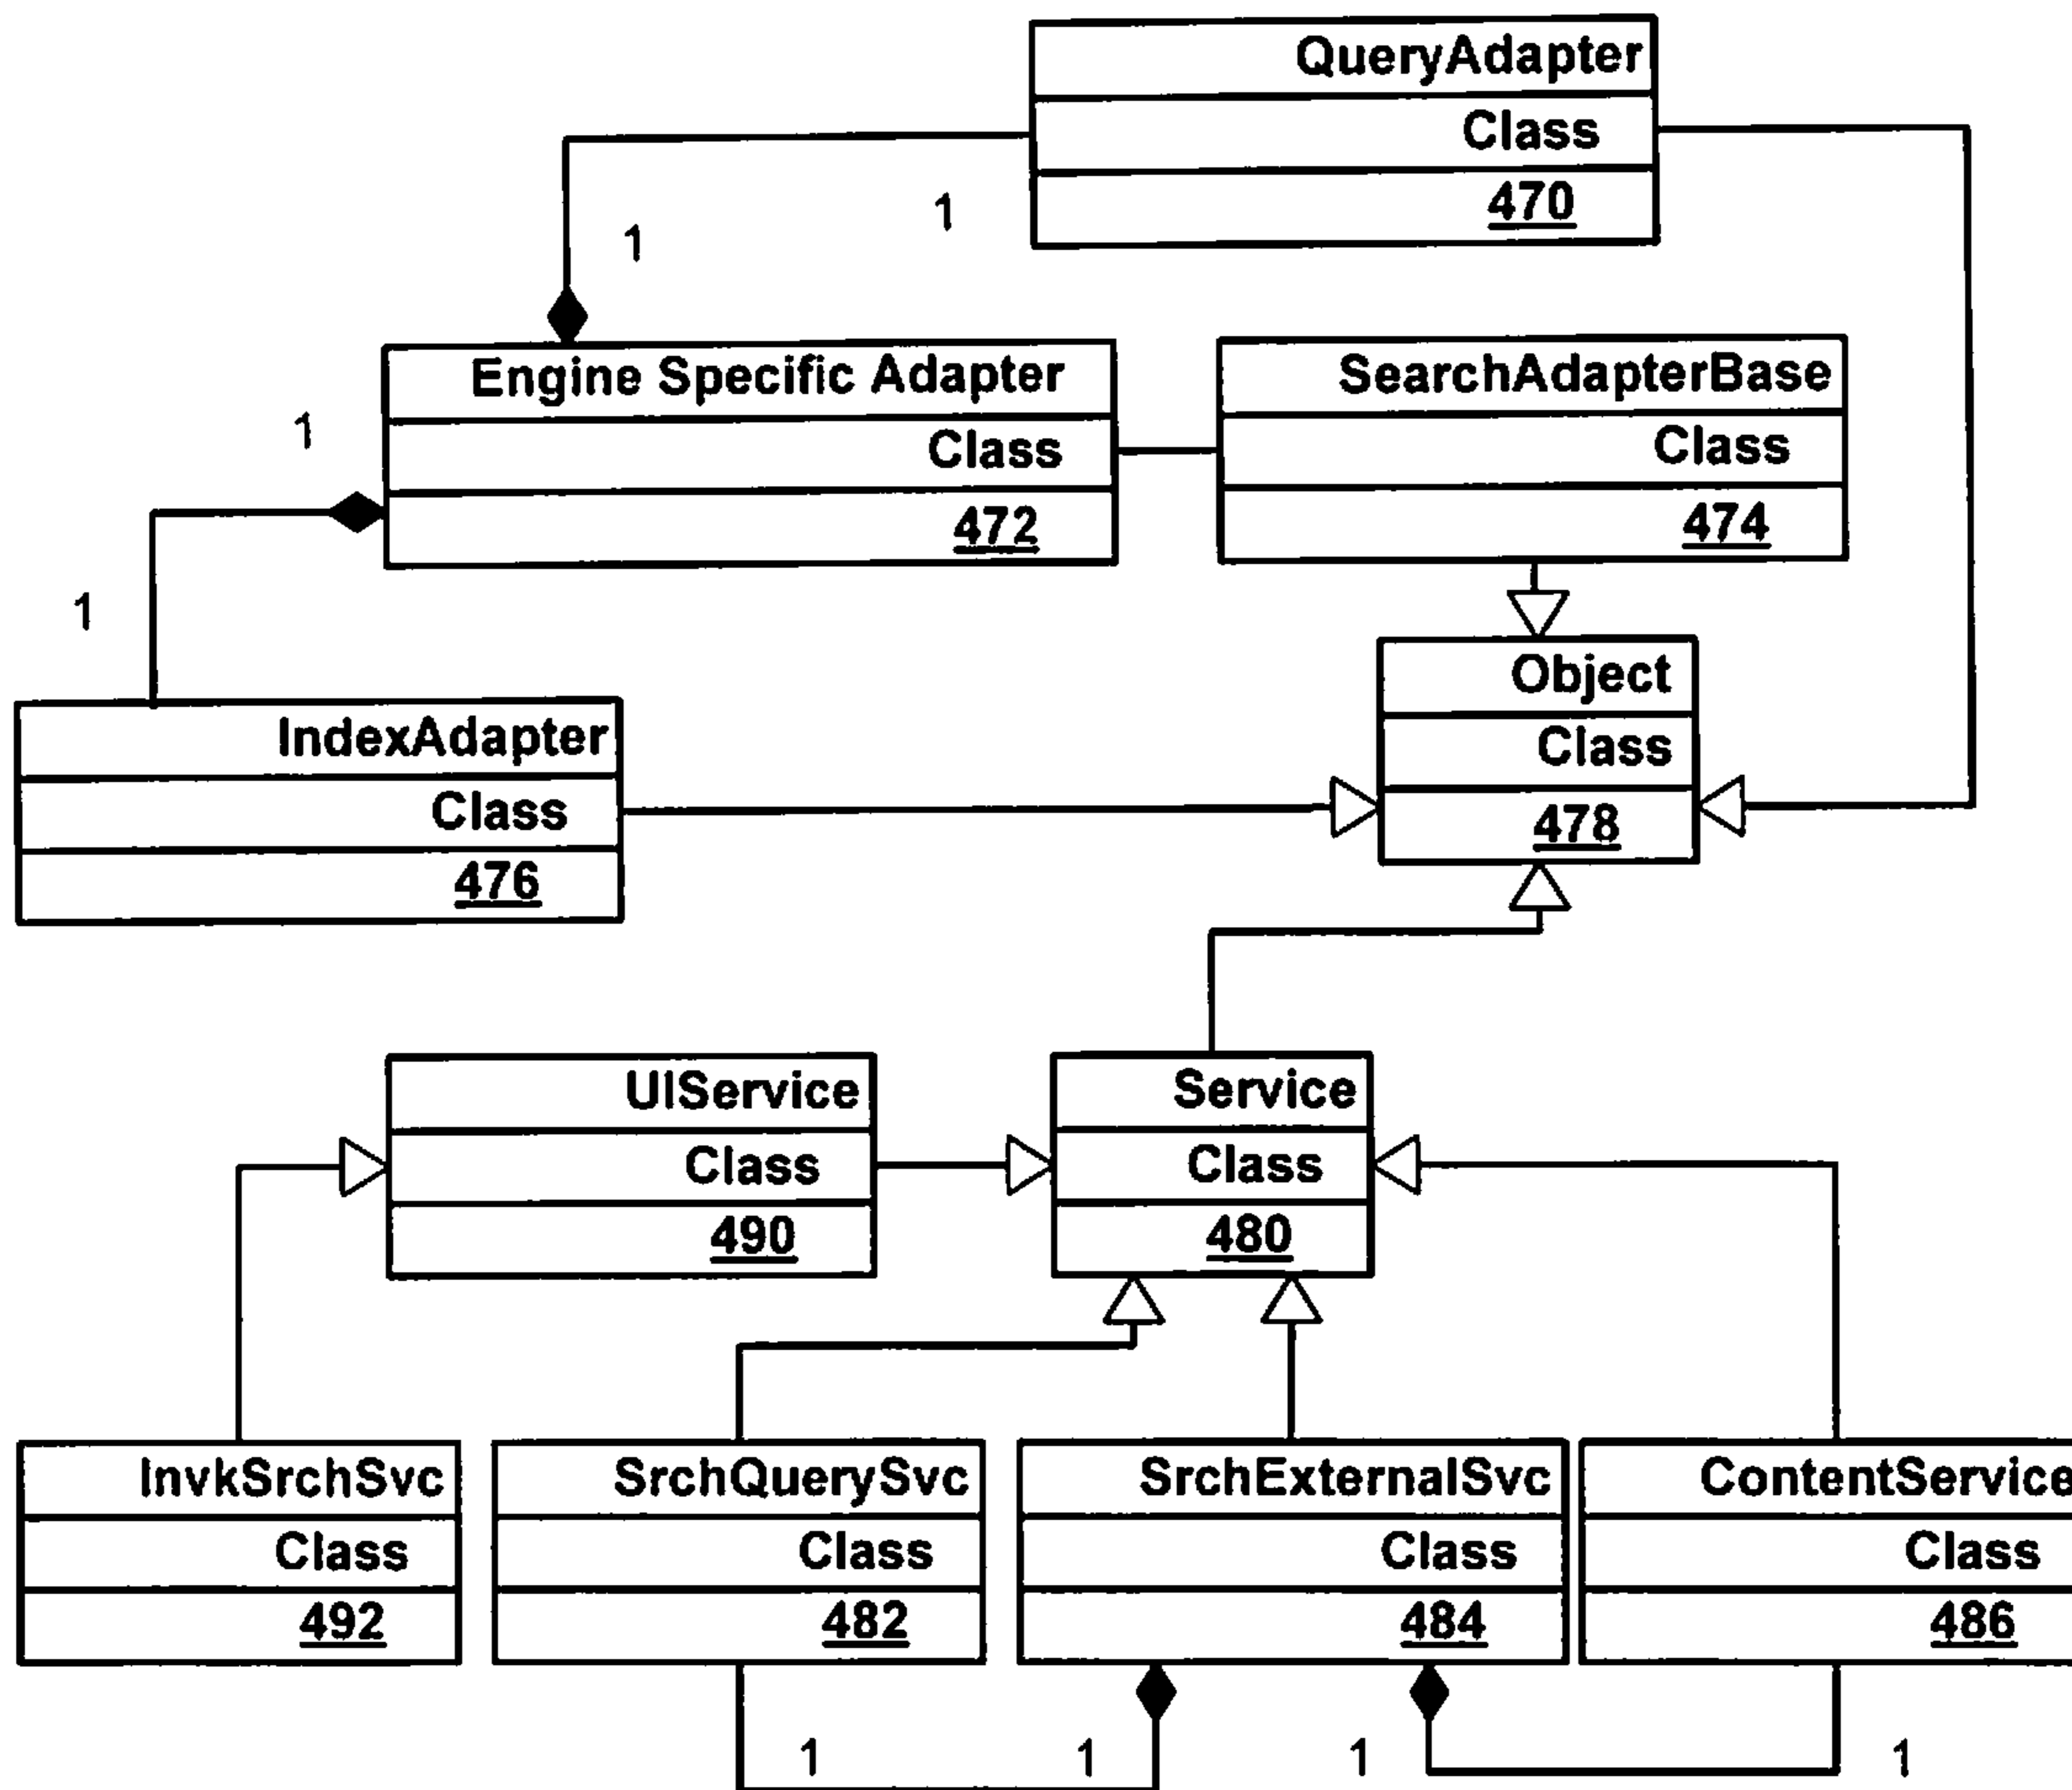 QueryAdapter
Class
470
1
1
Engine Specific Adapter
Class
472
SearchAdapterBase
Class
474
1
1
IndexAdapter
Class
476
Object
Class
478
UIService
Class
490
Service
Class
480
InvkSrchSvc
Class
492
SrchQuerySvc
Class
482
SrchExternalSvc
Class
484
ContentService
Class
486
1
1
1
1